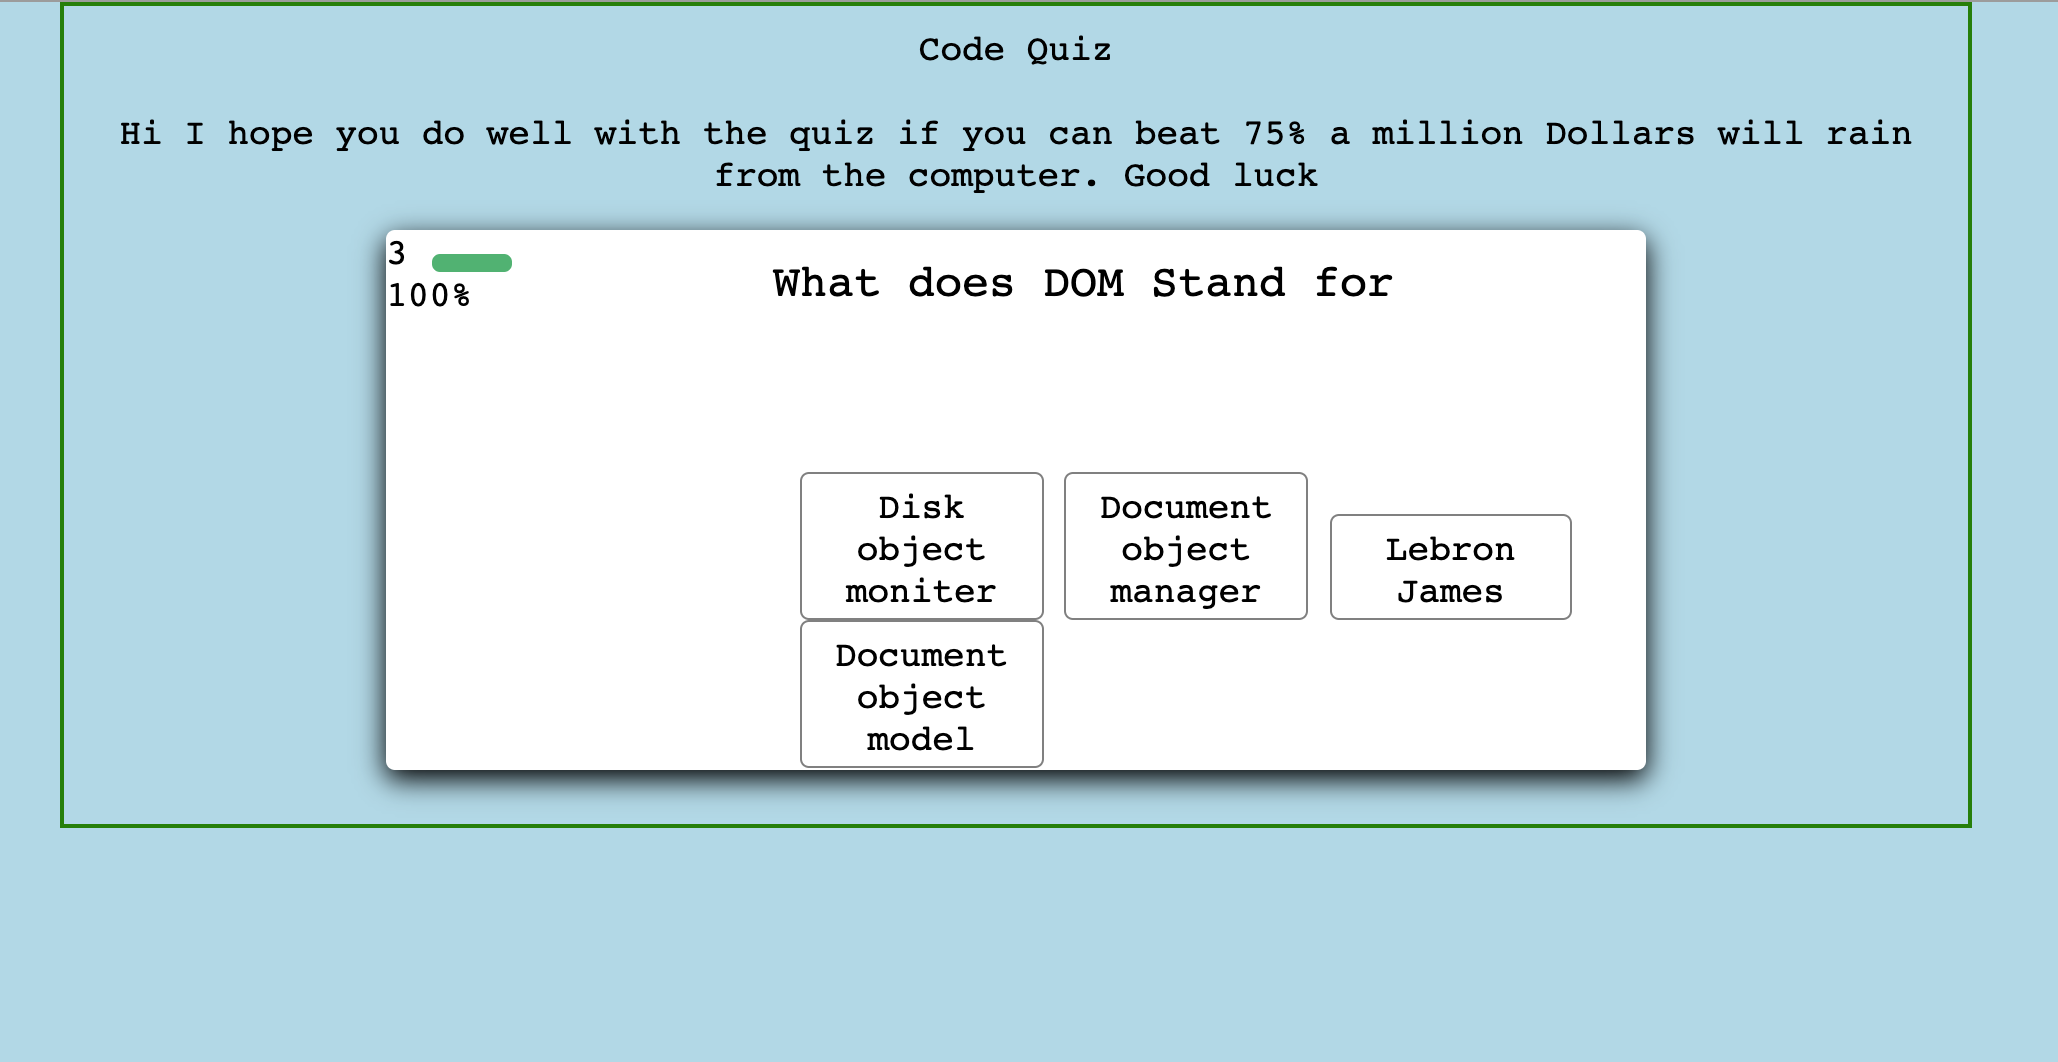 Code Quiz
Hi I hope you do well with the quiz if you can beat 75% a million Dollars will rain
from the computer. Good luck
3
100%
What does DOM Stand for
Disk
object
moniter
Document
object
manager
Lebron
James
Document
object
model